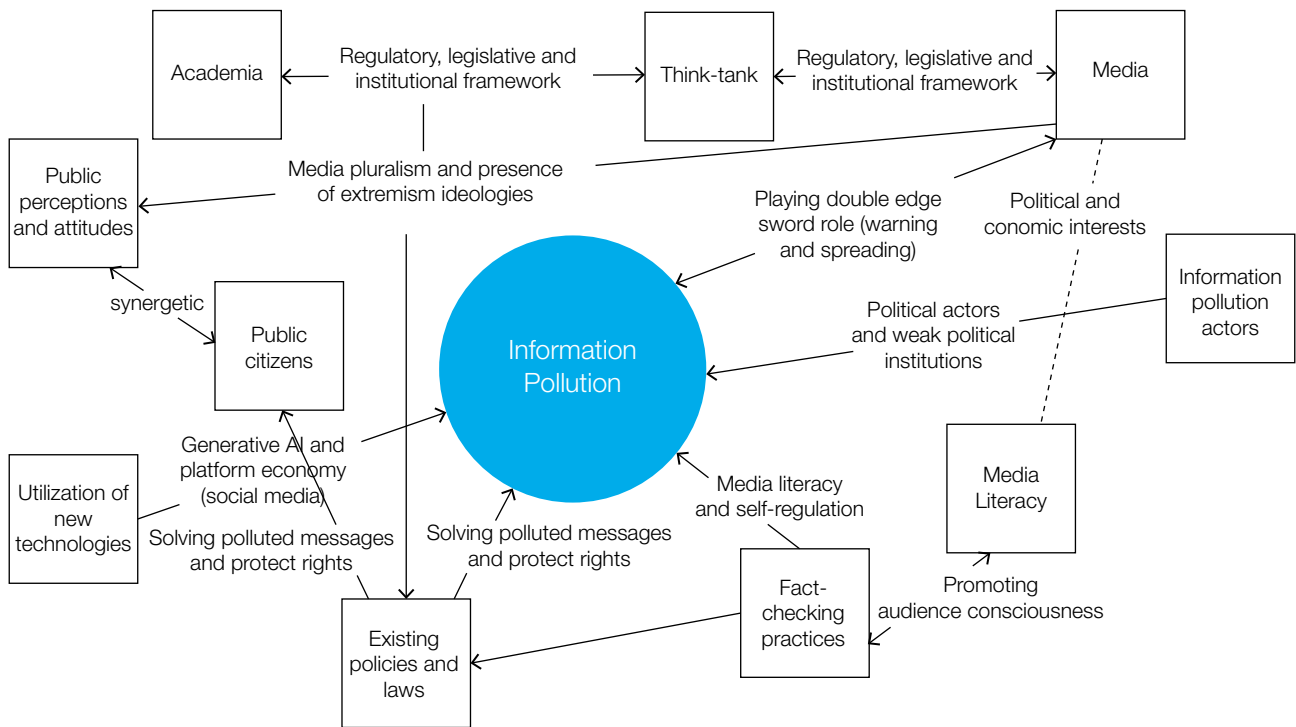 Academia
Regulatory, legislative and
institutional framework
Think-tank
Regulatory, legislative and
institutional framework
Media
Public
perceptions
and attitudes
Media pluralism and presence
of extremism ideologies
Playing double edge
sword role (warning
and spreading)
Political and
conomic interests
Information
pollution
actors
synergetic
Public
citizens
Information
Pollution
Political actors
and weak political
institutions
Utilization of
new
technologies
Generative AI and
platform economy
(social media)
Solving polluted messages
and protect rights
Solving polluted messages
and protect rights
Media literacy
and self-regulation
Media
Literacy
Existing
policies and
laws
Fact-
checking
practices
Promoting
audience consciousness